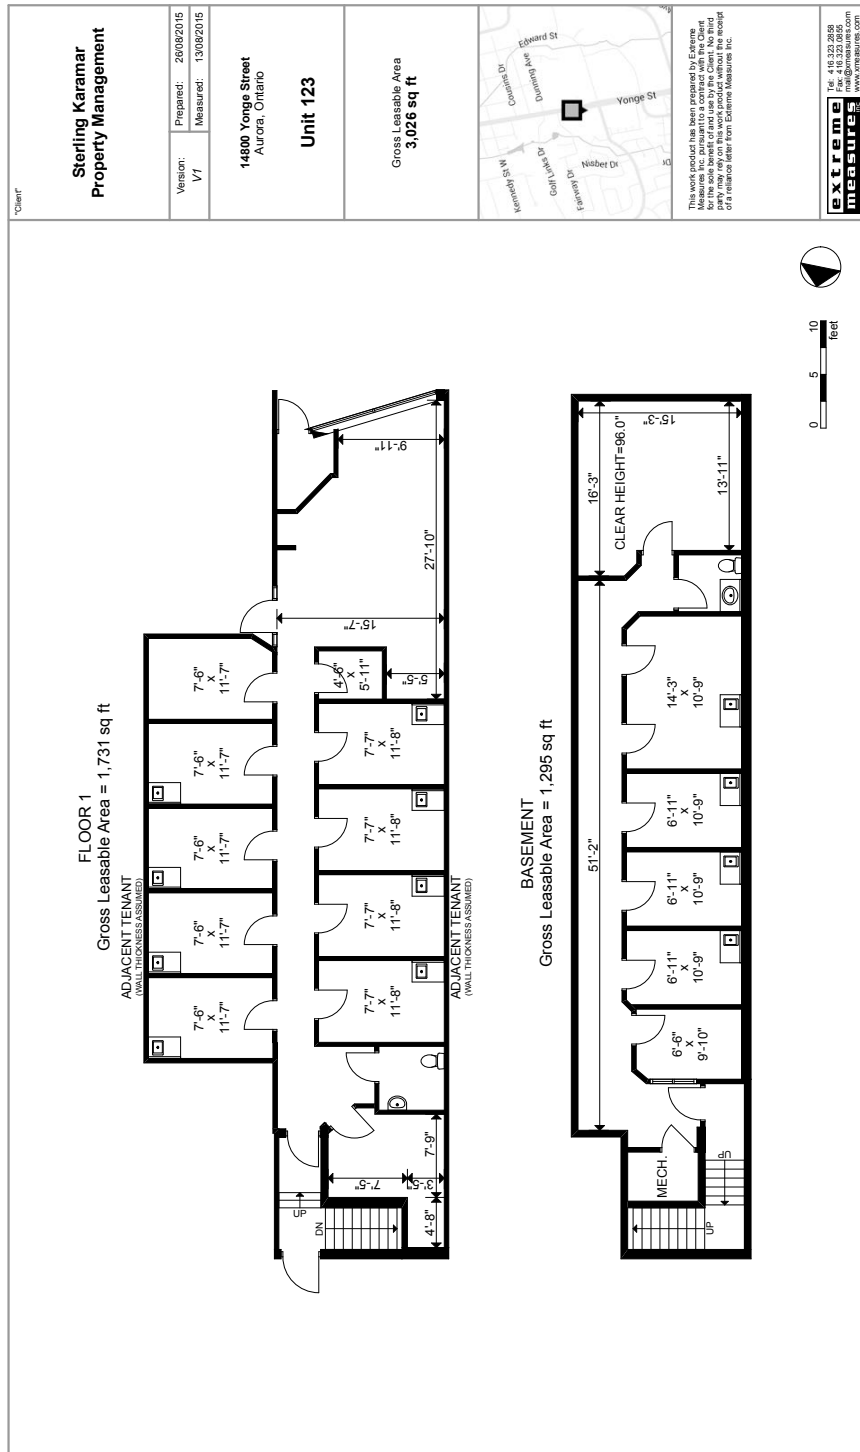 "Client"
Sterling Karamar
Property Management
Version:
V1
Prepared: 26/08/2015
Measured: 13/08/2015
14800 Yonge Street
Aurora, Ontario
Unit 123
Gross Leasable Area
3,026 sq ft
Edward St
Cousins Dr
Dunning Ave
Yonge St
Kennedy St W
Golf Links Dr
Fairway Dr
Nisbet Dr
This work product has been prepared by Extreme
Measures Inc. pursuant to a contract with the Client
for the sole benefit of and use by the Client. No third
party may rely on this work product without the receipt
of a reliance letter from Extreme Measures Inc.
extreme
measures
Tel: 416.323.2858
Fax: 416.323.0855
mail@xmeasures.com
www.xmeasures.com
FLOOR 1
Gross Leasable Area = 1,731 sq ft
ADJACENT TENANT
(WALL THICKNESS ASSUMED)
7'-6"
x
11'-7"
7'-6"
x
11'-7"
7'-6"
x
11'-7"
7'-6"
x
11'-7"
7'-6"
x
11'-7"
7'-7"
x
11'-8"
7'-7"
x
11'-8"
7'-7"
x
11'-8"
7'-7"
x
11'-8"
4'-6"
x
5'-11"
5'-5"
15'-7"
27'-10"
9'-11"
UP
DN
7'-5"
3'-5"
7'-9"
4'-8"
ADJACENT TENANT
(WALL THICKNESS ASSUMED)
BASEMENT
Gross Leasable Area = 1,295 sq ft
51'-2"
16'-3"
15'-3"
CLEAR HEIGHT=96.0"
13'-11"
MECH.
UP
UP
6'-6"
x
9'-10"
6'-11"
x
10'-9"
6'-11"
x
10'-9"
6'-11"
x
10'-9"
14'-3"
x
10'-9"
0 5 10
feet